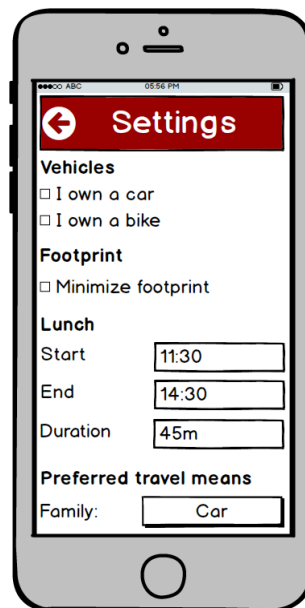 ABC 05:56 PM
Settings
Vehicles
I own a car
I own a bike
Footprint
Minimize footprint
Lunch
Start 11:30
End 14:30
Duration 45m
Preferred travel means
Family: Car